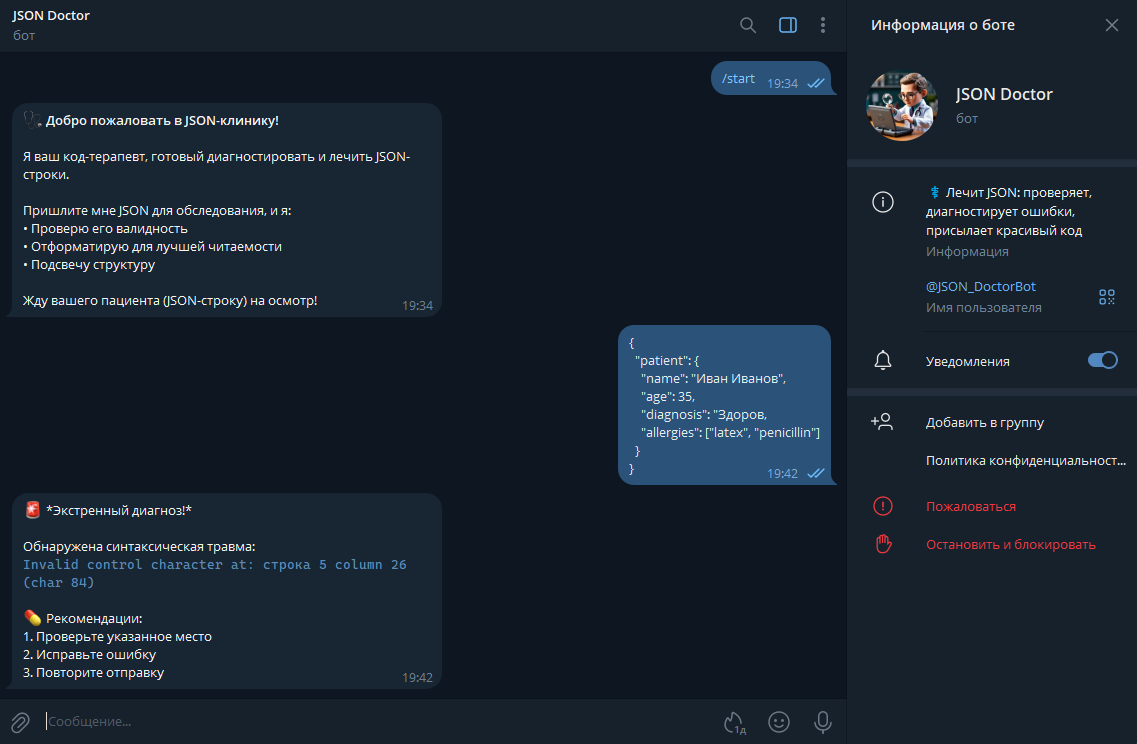 JSON Doctor
бот
/start
19:34
Добро пожаловать в JSON-клинику!
Я ваш код-терапевт, готовый диагностировать и лечить JSON-
строки.
Пришлите мне JSON для обследования, и я:
• Проверю его валидность
• Отформатирую для лучшей читаемости
• Подсвечу структуру
Жду вашего пациента (JSON-строку) на осмотр!
19:34
{
"patient": {
"name": "Иван Иванов",
"age": 35,
"diagnosis": "Здоров,
"allergies": ["latex", "penicillin"]
}
}
19:42
*Экстренный диагноз!*
Обнаружена синтаксическая травма:
Invalid control character at: строка 5 column 26
(char 84)
Рекомендации:
1. Проверьте указанное место
2. Исправьте ошибку
3. Повторите отправку
19:42
Сообщение...
1д
Информация о боте
JSON Doctor
бот
Лечит JSON: проверяет,
диагностирует ошибки,
присылает красивый код
Информация
@JSON_DoctorBot
Имя пользователя
Уведомления
Добавить в группу
Политика конфиденциальност...
Пожаловаться
Остановить и блокировать